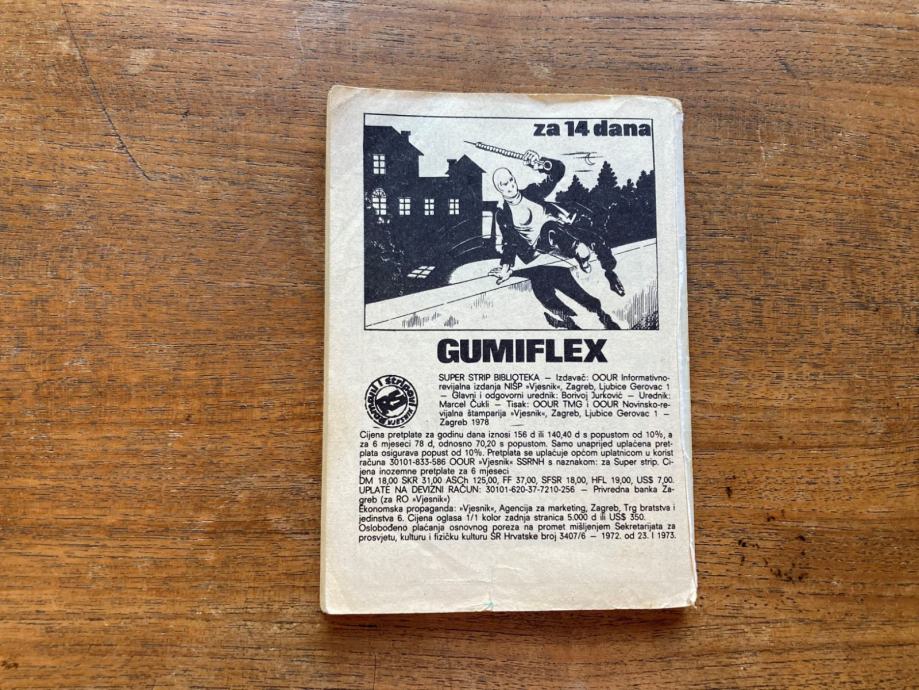 za 14 dana
GUMIFLEX
Romani i stripovi
VJESNIK
RS
SUPER STRIP BIBLIOTEKA — Izdavač: OOUR Informativno-
revijalna izdanja NIŠP »Vjesnik«, Zagreb, Ljubice Gerovac 1
— Glavni i odgovorni urednik: Borivoj Jurković — Urednik:
Marcel Čukli — Tisak: OOUR TMG i OOUR Novinsko-re-
vijalna štamparija »Vjesnik«, Zagreb, Ljubice Gerovac 1 —
Zagreb 1978
Cijena pretplate za godinu dana iznosi 156 d ili 140,40 d s popustom od 10%, a
za 6 mjeseci 78 d, odnosno 70,20 s popustom. Samo unaprijed uplaćena pret-
plata osigurava popust od 10%. Pretplata se uplaćuje općom uplatnicom u korist
računa 30101-833-586 OOUR »Vjesnik« SSRNH s naznakom: za Super strip. Ci-
jena inozemne pretplate za 6 mjeseci
DM 18,00 SKR 31,00 ASCh 125,00, FF 37,00, SFSR 18,00, HFL 19,00, US$ 7,00.
UPLATE NA DEVIZNI RAČUN: 30101-620-37-7210-256 — Privredna banka Za-
greb (za RO »Vjesnik«)
Ekonomska propaganda: »Vjesnik«, Agencija za marketing, Zagreb, Trg bratstva i
jedinstva 6. Cijena oglasa 1/1 kolor zadnja stranica 5.000 d ili US$ 350.
Oslobođeno plaćanja osnovnog poreza na promet mišljenjem Sekretarijata za
prosvjetu, kulturu i fizičku kulturu SR Hrvatske broj 3407/6 — 1972. od 23. I 1973.